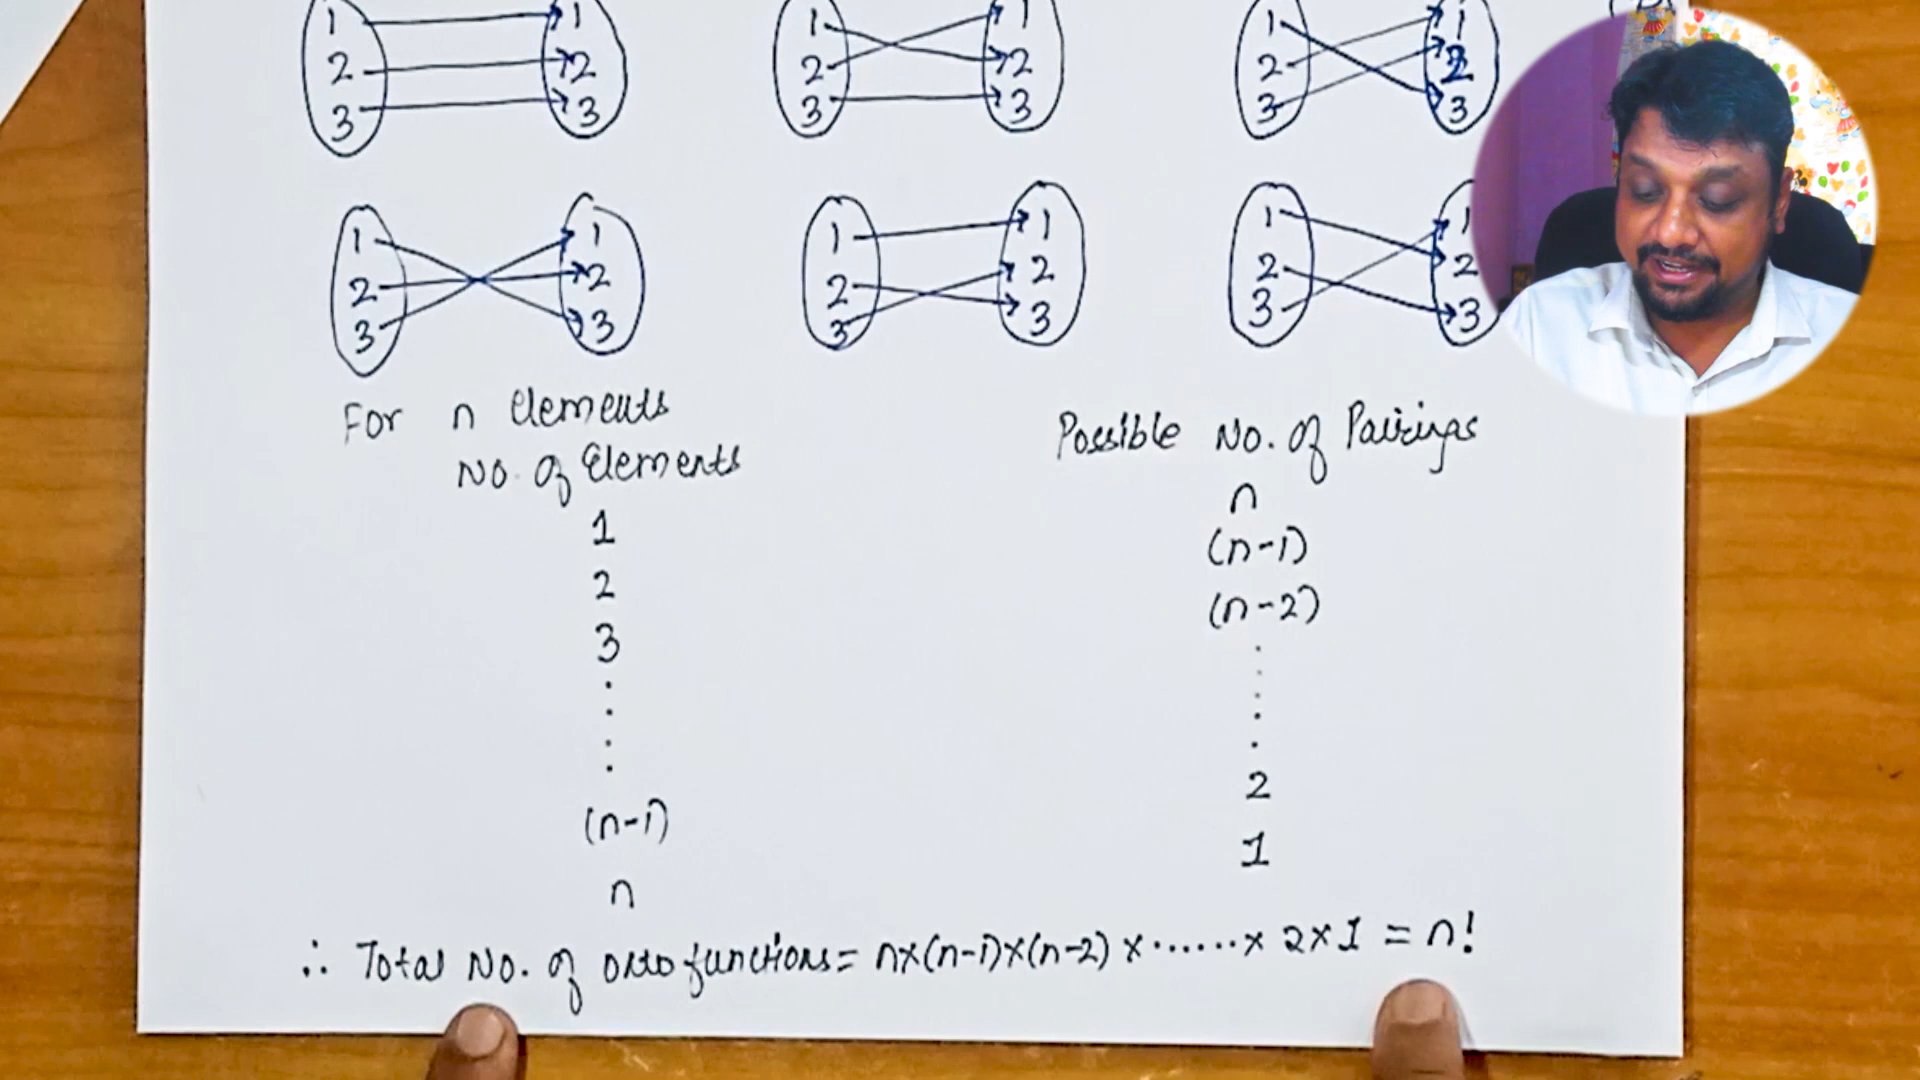 1 1 1 1 1 1
2 2 2 2 2 2
3 3 3 3 3 3
1 1 1 1 1 1
2 2 2 2 2 2
3 3 3 3 3 3
For n Elements
No. of Elements Possible No. of Pairings
1 n
2 (n-1)
3 (n-2)
(n-1) 2
n 1
∴ Total No. of onto functions = n×(n-1)×(n-2) × ...... × 2×1 = n!